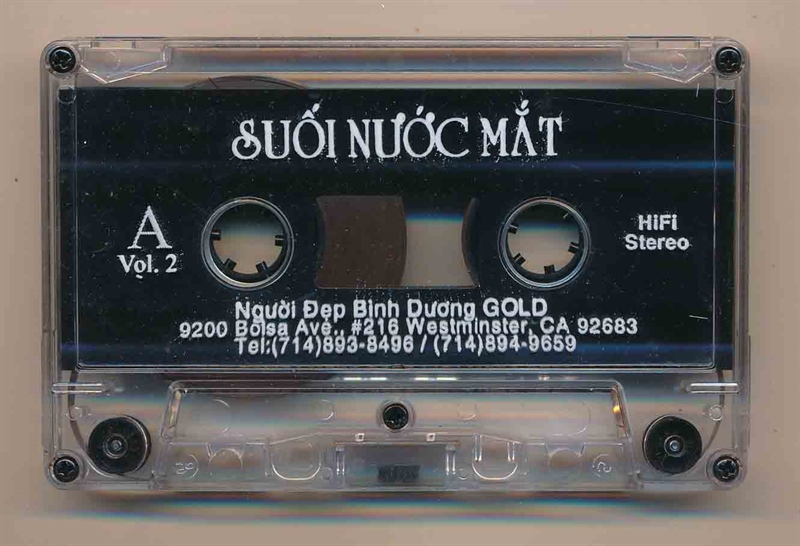 SUỐI NƯỚC MẮT
A
Vol. 2
HiFi
Stereo
Người Đẹp Bình Dương GOLD
9200 Bolsa Ave., #216 Westminster, CA 92683
Tel:(714)893-8496 / (714)894-9659